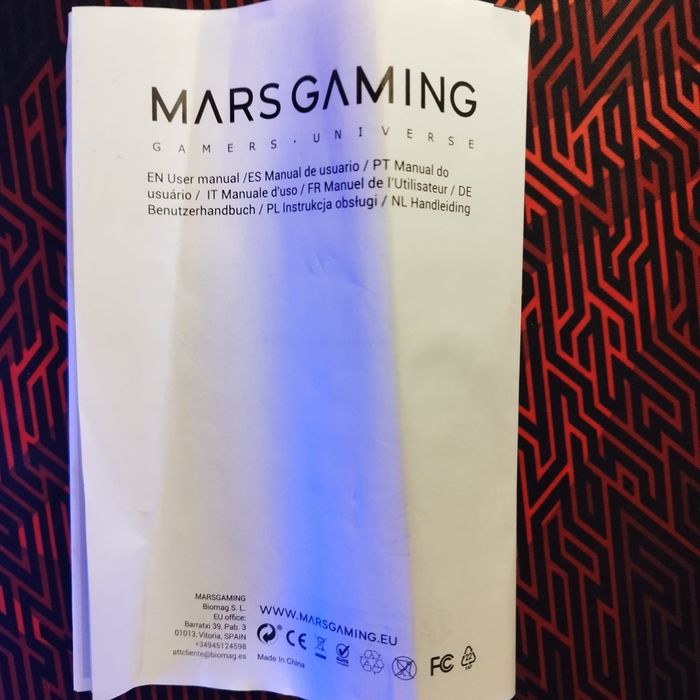 MARSGAMING
GAMERS·UNIVERSE
EN User manual /ES Manual de usuario / PT Manual do
usuário / IT Manuale d'uso / FR Manuel de l'Utilisateur / DE
Benutzerhandbuch / PL Instrukcja obsługi / NL Handleiding
MARSGAMING
Biomag S. L.
EU office:
Barratxi 39, Pab. 3
01013, Vitoria, SPAIN
+34945124598
attcliente@biomag.es
WWW.MARSGAMING.EU
CE
FC
Made In China